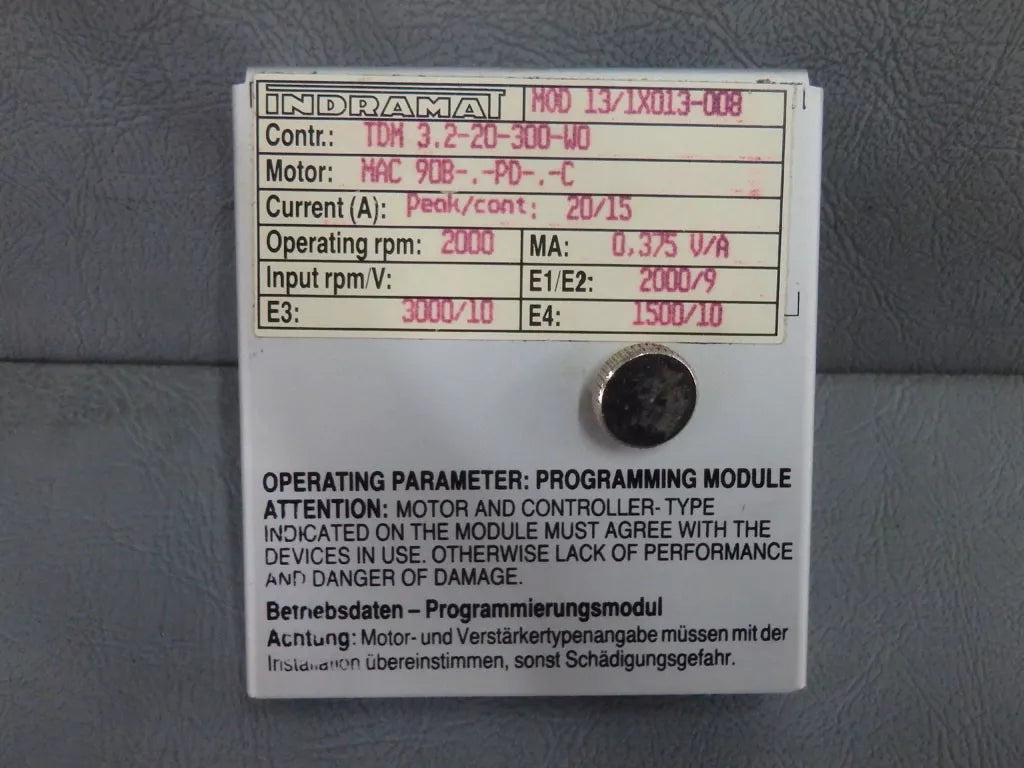 INDRAMAT MOD 13/1X013-008
Contr.: TDM 3.2-20-300-W0
Motor: MAC 90B-.-PD-.-C
Current (A): Peak/cont: 20/15
Operating rpm: 2000 MA: 0,375 V/A
Input rpm/V: E1/E2: 2000/9
E3: 3000/10 E4: 1500/10
OPERATING PARAMETER: PROGRAMMING MODULE
ATTENTION: MOTOR AND CONTROLLER-TYPE
INDICATED ON THE MODULE MUST AGREE WITH THE
DEVICES IN USE. OTHERWISE LACK OF PERFORMANCE
AND DANGER OF DAMAGE.
Betriebsdaten – Programmierungsmodul
Achtung: Motor- und Verstärkertypenangabe müssen mit der
Installation übereinstimmen, sonst Schädigungsgefahr.